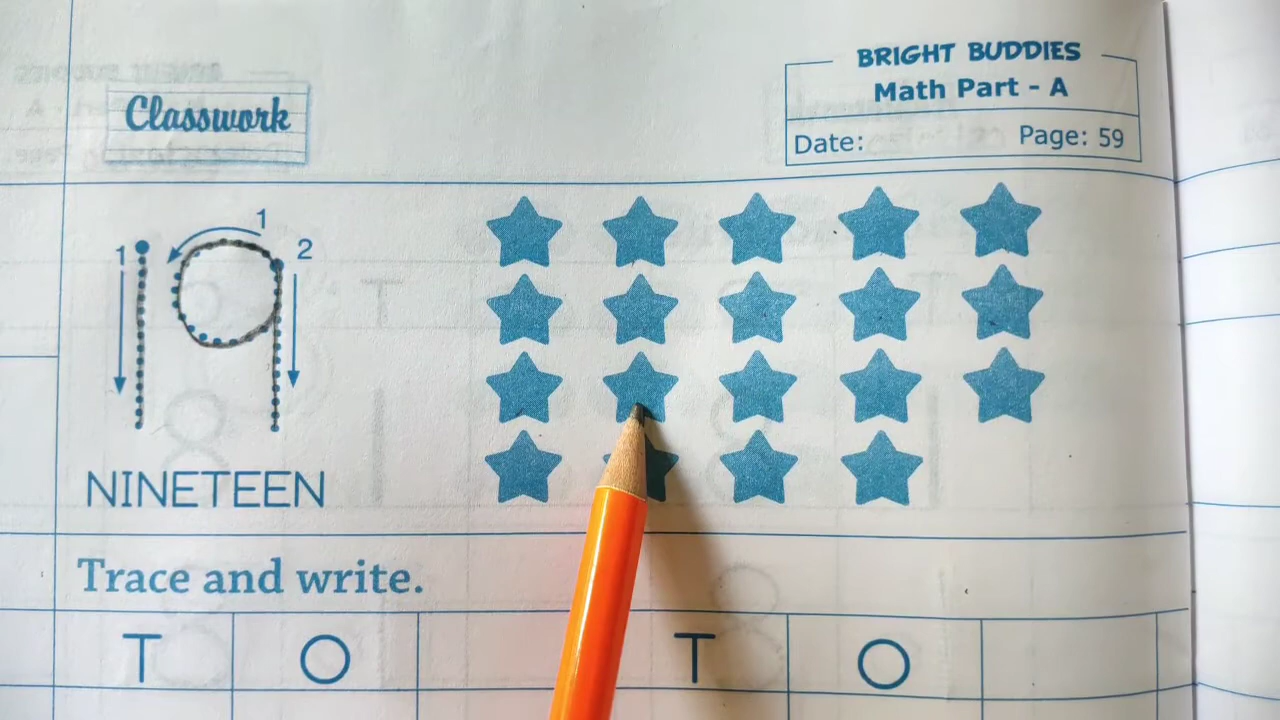 BRIGHT BUDDIES
Classwork
Math Part - A
Date: Page: 59
1 1 2
19
NINETEEN
Trace and write.
T O T O